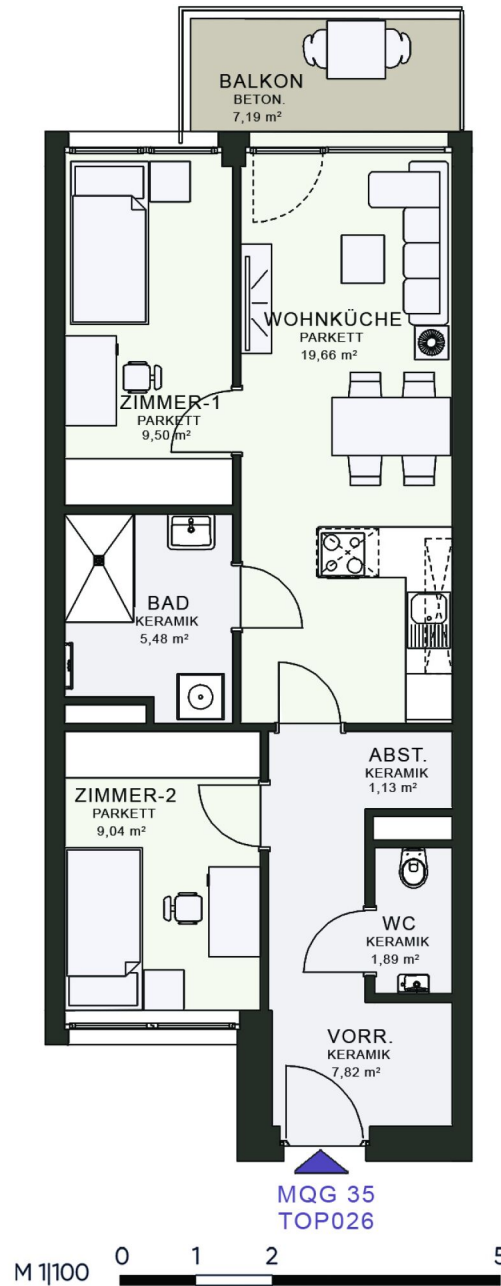 BALKON
BETON.
7,19 m²
WOHNKÜCHE
PARKETT
19,66 m²
ZIMMER-1
PARKETT
9,50 m²
BAD
KERAMIK
5,48 m²
ABST.
KERAMIK
1,13 m²
ZIMMER-2
PARKETT
9,04 m²
WC
KERAMIK
1,89 m²
VORR.
KERAMIK
7,82 m²
MQG 35
TOP026
M 1|100 0 1 2 5